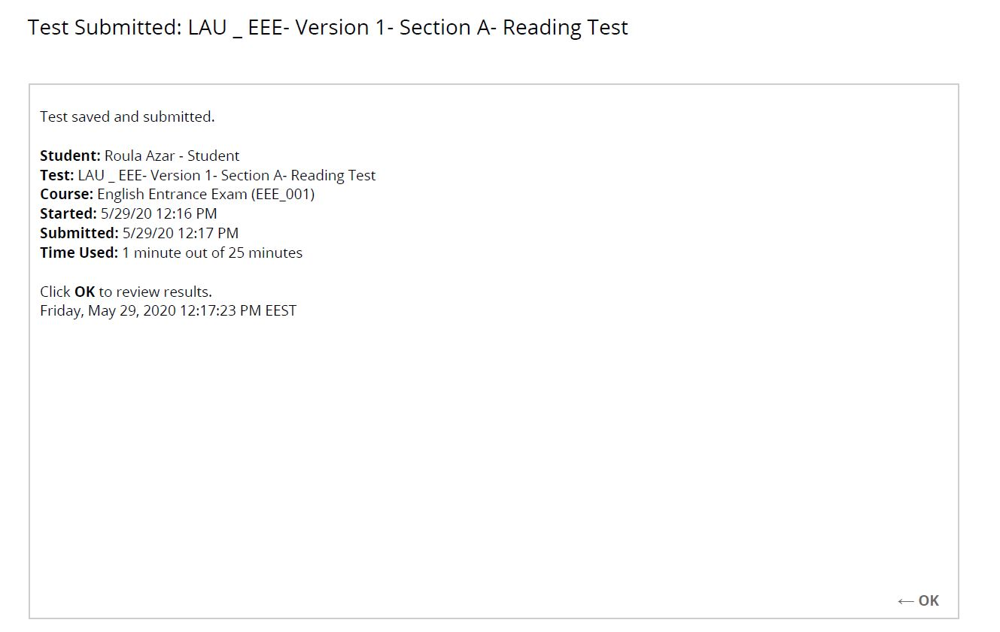 Test Submitted: LAU _ EEE- Version 1- Section A- Reading Test
Test saved and submitted.
Student: Roula Azar - Student
Test: LAU _ EEE- Version 1- Section A- Reading Test
Course: English Entrance Exam (EEE_001)
Started: 5/29/20 12:16 PM
Submitted: 5/29/20 12:17 PM
Time Used: 1 minute out of 25 minutes
Click OK to review results.
Friday, May 29, 2020 12:17:23 PM EEST
← OK